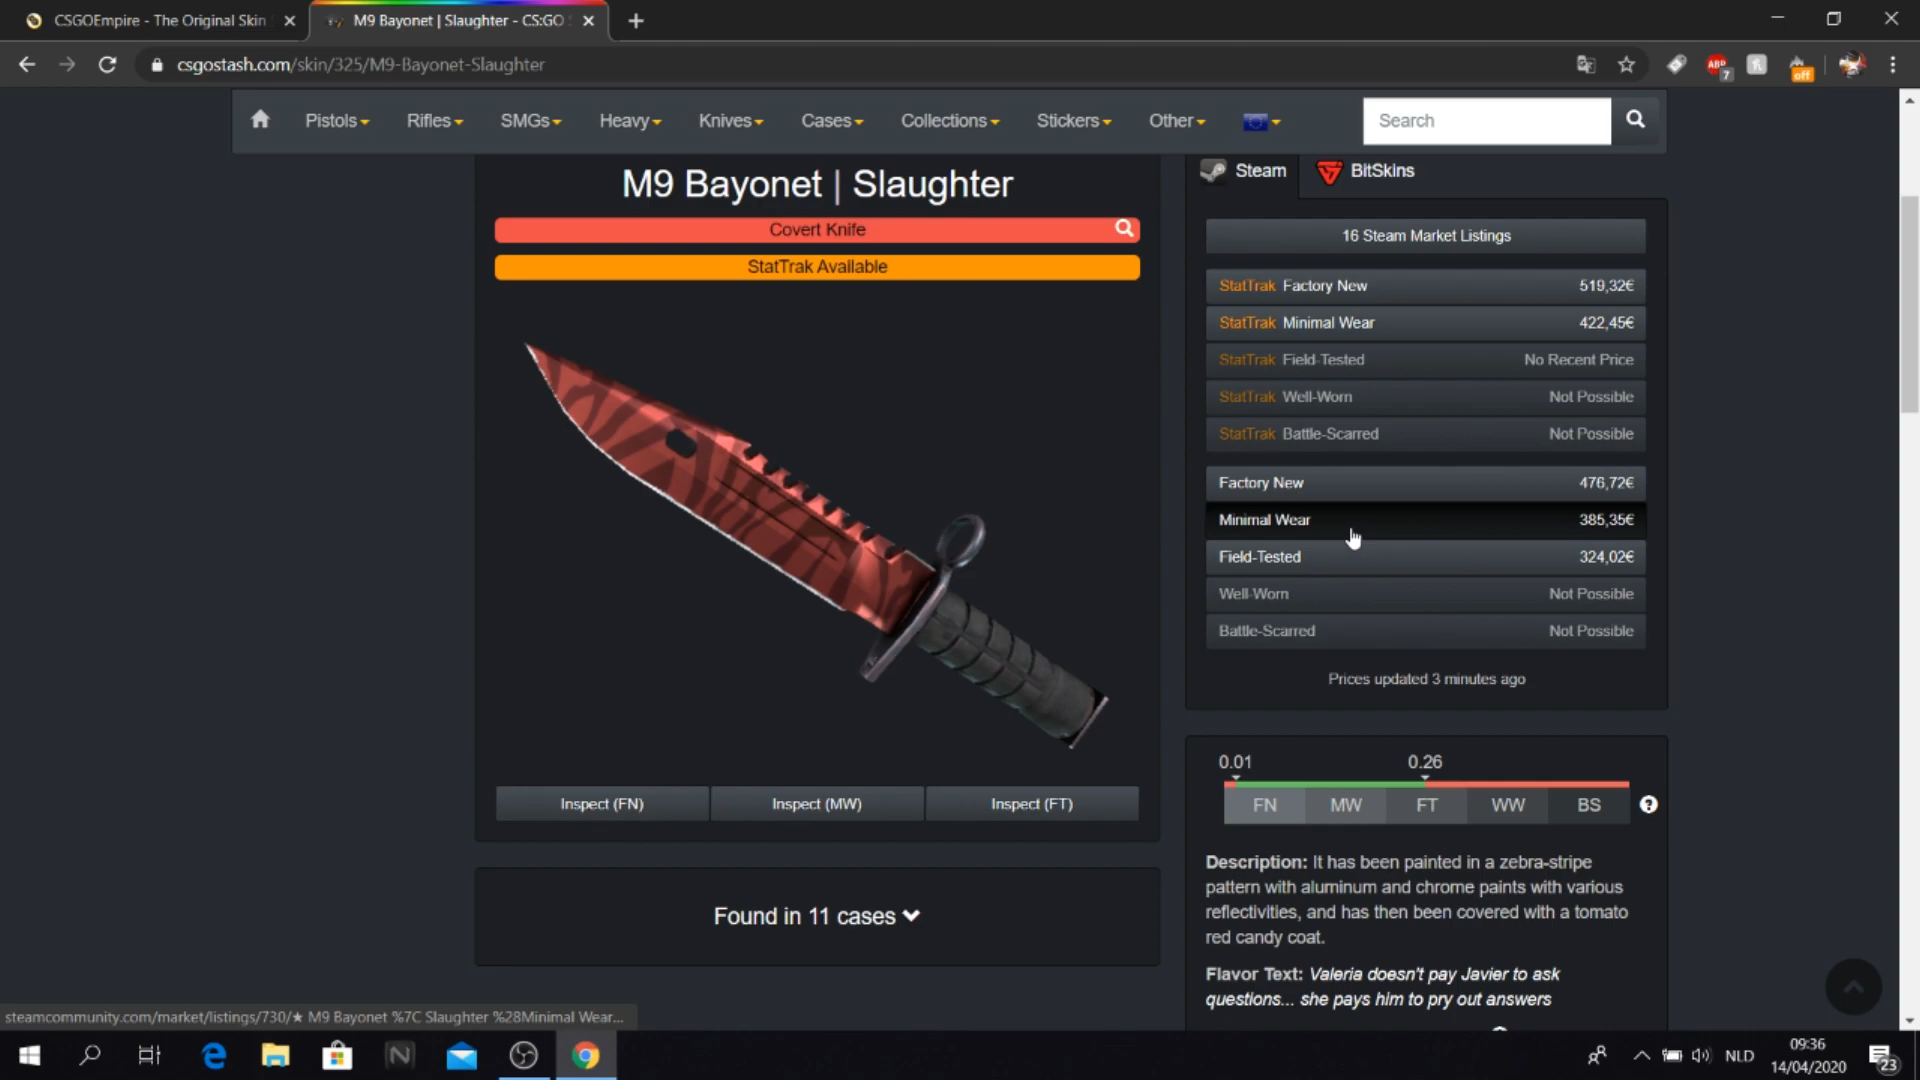 CSGOEmpire - The Original Skin
M9 Bayonet | Slaughter - CS:GO
csgostash.com/skin/325/M9-Bayonet-Slaughter
ABP
7
off
Pistols
Rifles
SMGs
Heavy
Knives
Cases
Collections
Stickers
Other
Search
M9 Bayonet | Slaughter
Covert Knife
StatTrak Available
Inspect (FN)
Inspect (MW)
Inspect (FT)
Found in 11 cases
Steam
BitSkins
16 Steam Market Listings
StatTrak Factory New 519,32€
StatTrak Minimal Wear 422,45€
StatTrak Field-Tested No Recent Price
StatTrak Well-Worn Not Possible
StatTrak Battle-Scarred Not Possible
Factory New 476,72€
Minimal Wear 385,35€
Field-Tested 324,02€
Well-Worn Not Possible
Battle-Scarred Not Possible
Prices updated 3 minutes ago
0.01 0.26
FN MW FT WW BS
Description: It has been painted in a zebra-stripe
pattern with aluminum and chrome paints with various
reflectivities, and has then been covered with a tomato
red candy coat.
Flavor Text: Valeria doesn't pay Javier to ask
questions... she pays him to pry out answers
steamcommunity.com/market/listings/730/★ M9 Bayonet %7C Slaughter %28Minimal Wear...
NLD
09:36
14/04/2020
23